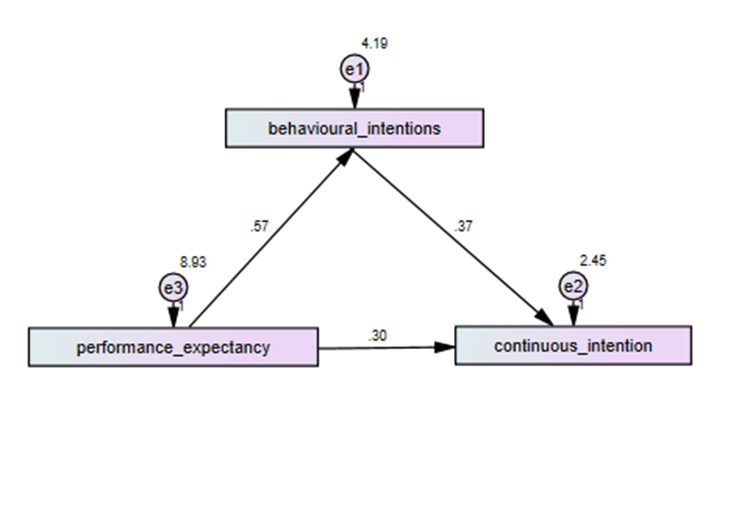 4.19
e1
1
behavioural_intentions
.57
.37
8.93
e3
1
2.45
e2
1
performance_expectancy
.30
continuous_intention